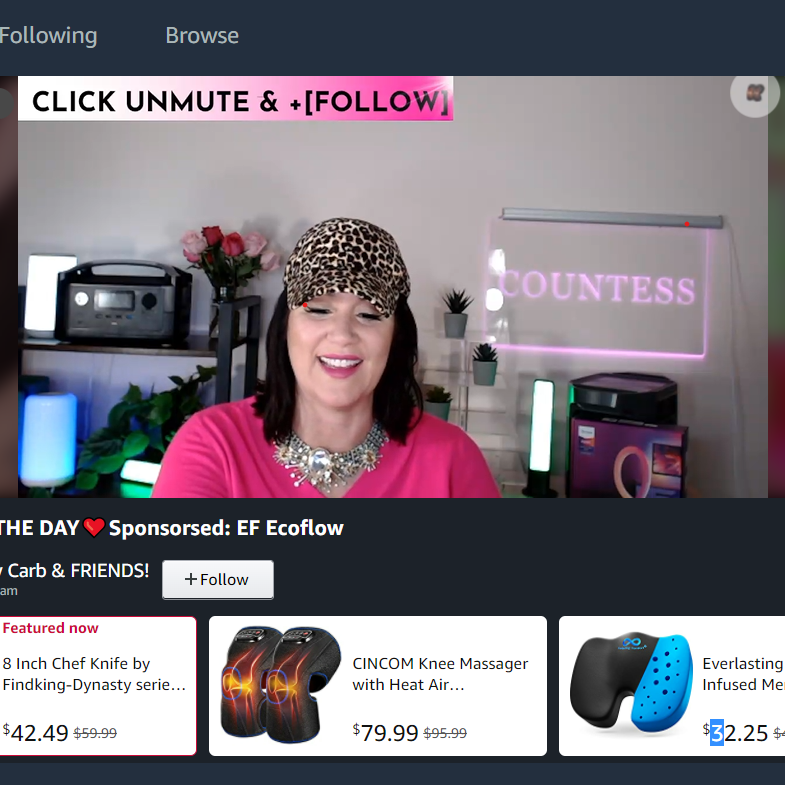 Following Browse
CLICK UNMUTE & +[FOLLOW]
COUNTESS
THE DAY❤️Sponsorsed: EF Ecoflow
y Carb & FRIENDS!
am
+Follow
Featured now
8 Inch Chef Knife by
Findking-Dynasty serie...
$42.49 $59.99
CINCOM Knee Massager
with Heat Air...
$79.99 $95.99
Everlasting
Infused Me
$32.25 $4